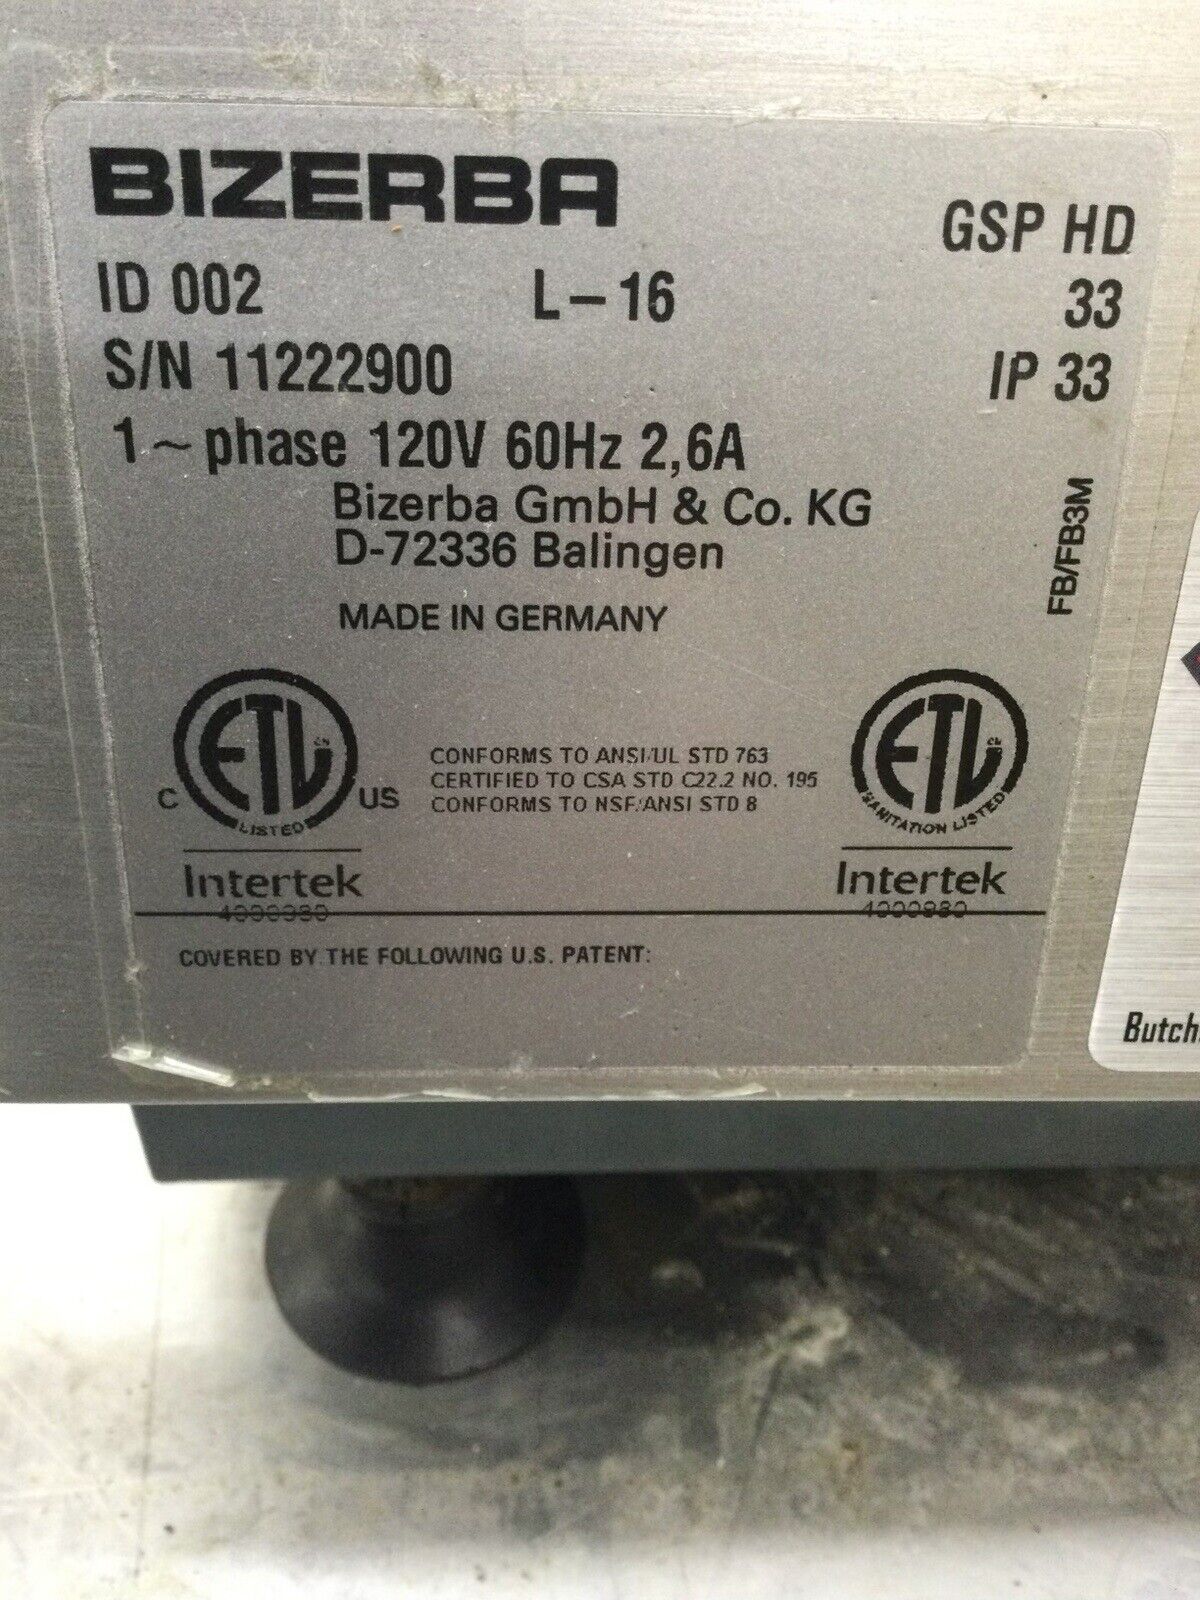 BIZERBA
GSP HD
ID 002 L-16 33
S/N 11222900 IP 33
1~phase 120V 60Hz 2,6A
Bizerba GmbH & Co. KG
D-72336 Balingen
MADE IN GERMANY
FB/FB3M
ETL
C US
LISTED
Intertek
CONFORMS TO ANSI/UL STD 763
CERTIFIED TO CSA STD C22.2 NO. 195
CONFORMS TO NSF/ANSI STD 8
ETL
SANITATION LISTED
Intertek
COVERED BY THE FOLLOWING U.S. PATENT: